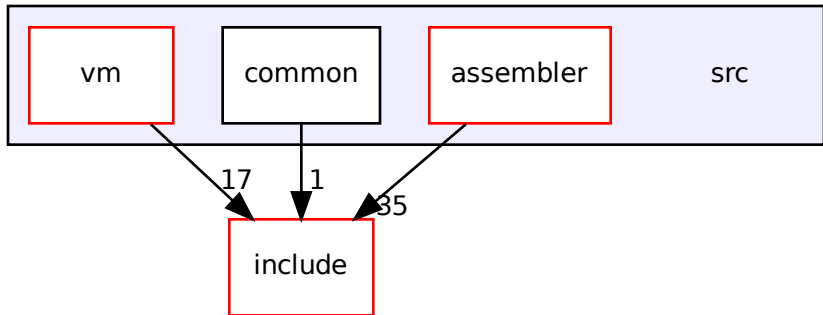 vm
common
assembler
src
17
1
35
include